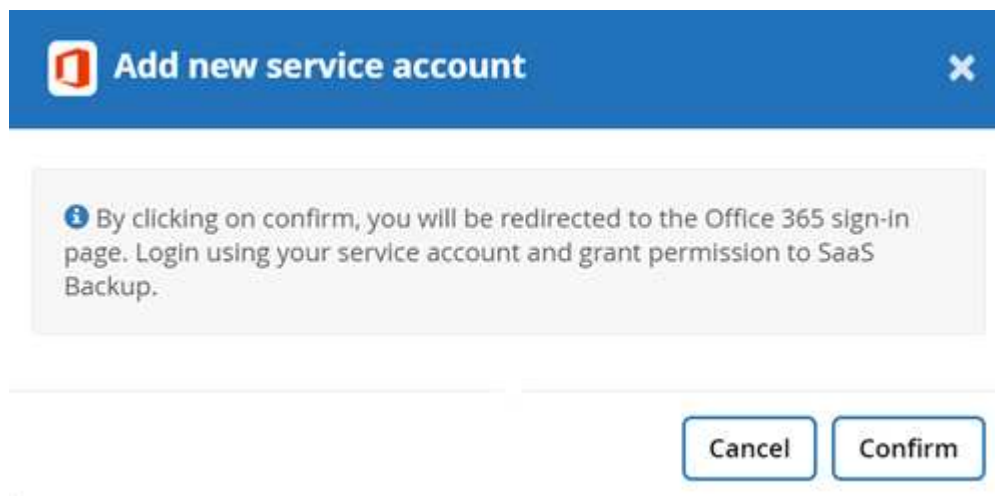 Add new service account
By clicking on confirm, you will be redirected to the Office 365 sign-in
page. Login using your service account and grant permission to SaaS
Backup.
Cancel Confirm